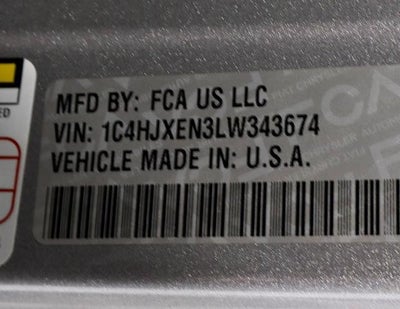 MFD BY: FCA US LLC
VIN: 1C4HJXEN3LW343674
VEHICLE MADE IN: U.S.A.